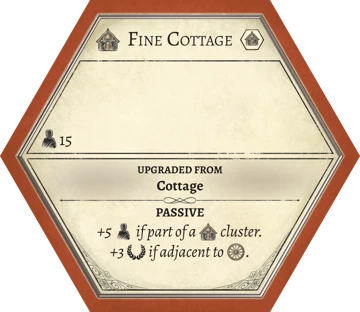 Fine Cottage
15
UPGRADED FROM
Cottage
PASSIVE
+5 if part of a cluster.
+3 if adjacent to .